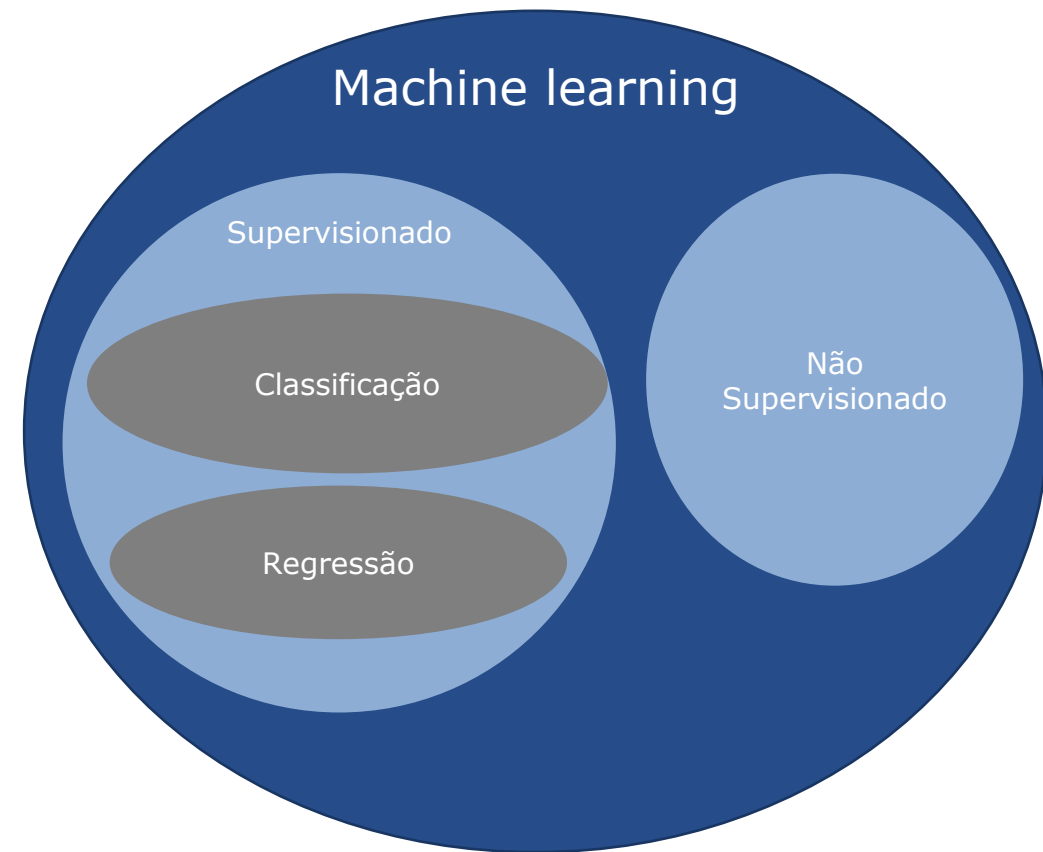 Machine learning
Supervisionado
Classificação
Regressão
Não
Supervisionado